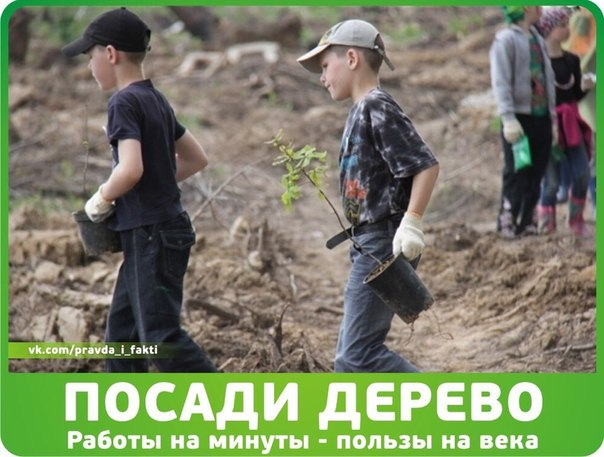 vk.com/pravda_i_fakti
ПОСАДИ ДЕРЕВО
Работы на минуты - пользы на века